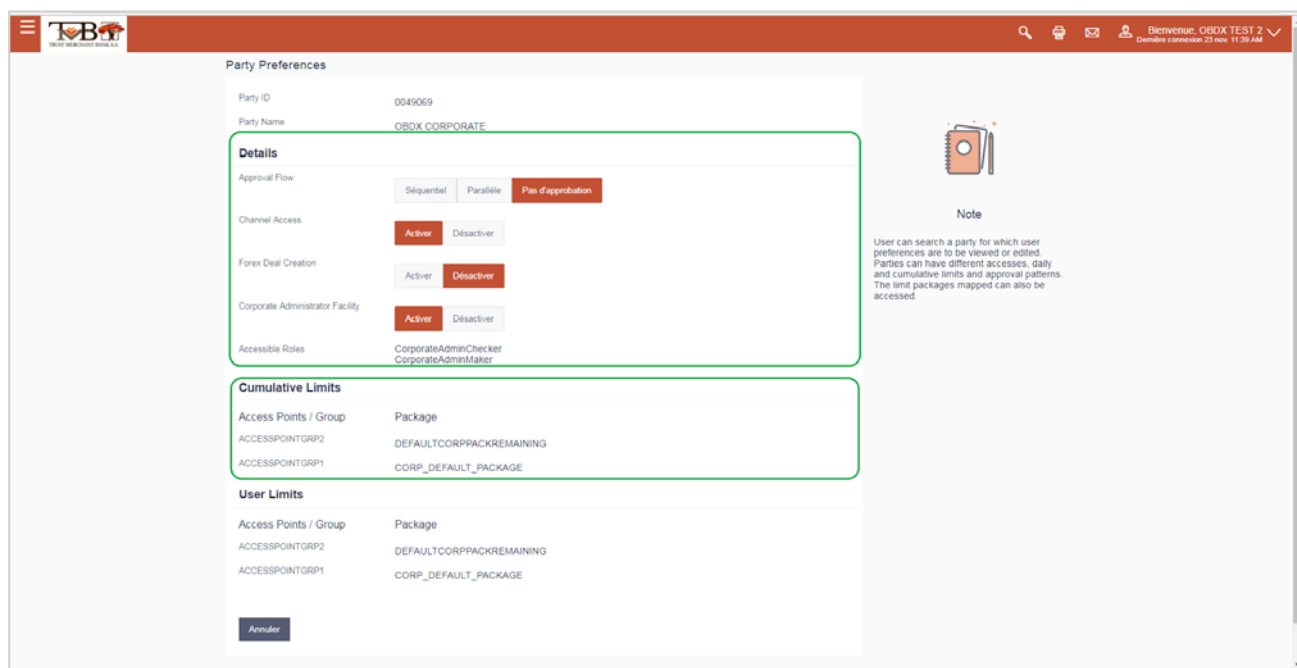 TMB
TRUST MERCHANT BANK S.A.
Bienvenue, OBDX TEST 2
Dernière connexion 23 nov. 11:39 AM
Party Preferences
Party ID
0049069
Party Name
OBDX CORPORATE
Details
Approval Flow
Séquentiel
Parallèle
Pas d'approbation
Channel Access
Activer
Désactiver
Forex Deal Creation
Activer
Désactiver
Corporate Administrator Facility
Activer
Désactiver
Accessible Roles
CorporateAdminChecker
CorporateAdminMaker
Cumulative Limits
Access Points / Group
Package
ACCESSPOINTGRP2
DEFAULTCORPPACKREMAINING
ACCESSPOINTGRP1
CORP_DEFAULT_PACKAGE
User Limits
Access Points / Group
Package
ACCESSPOINTGRP2
DEFAULTCORPPACKREMAINING
ACCESSPOINTGRP1
CORP_DEFAULT_PACKAGE
Annuler
Note
User can search a party for which user
preferences are to be viewed or edited.
Parties can have different accesses, daily
and cumulative limits and approval patterns.
The limit packages mapped can also be
accessed.